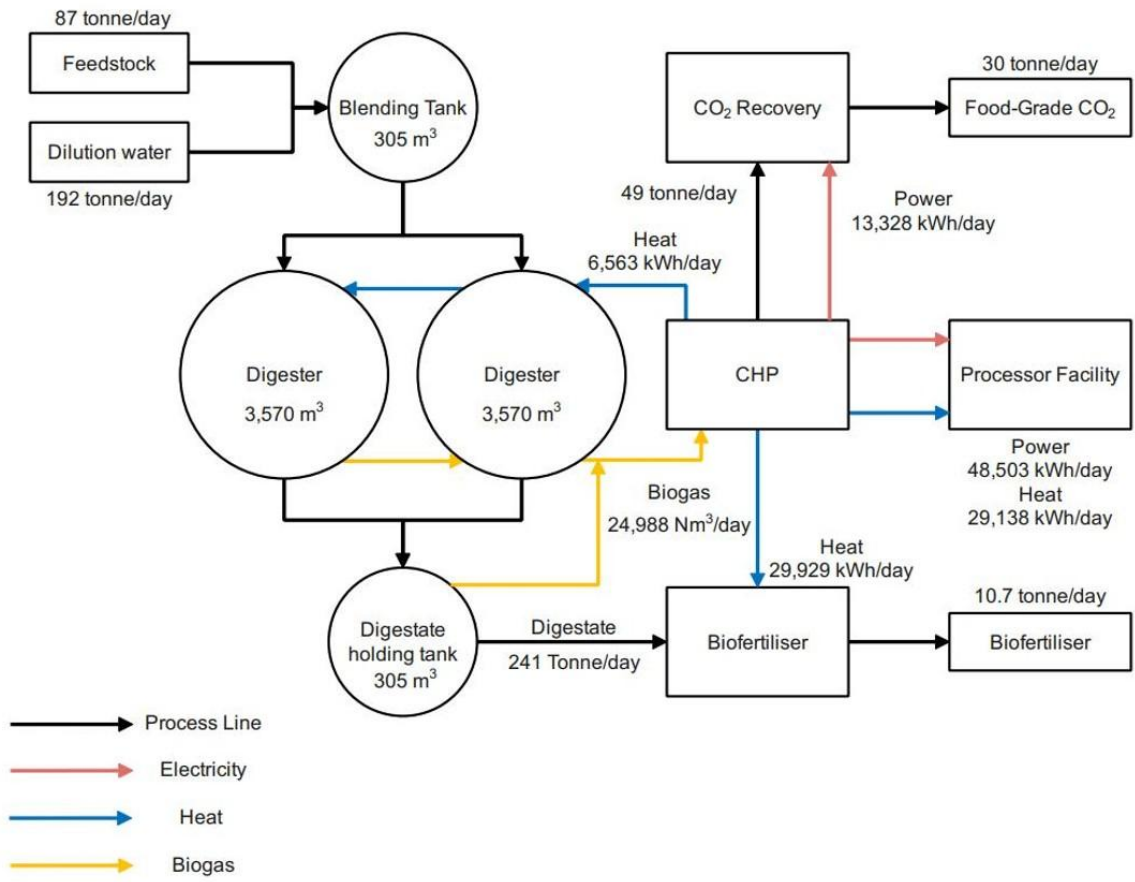 87 tonne/day
Feedstock
Dilution water
192 tonne/day
Blending Tank
305 m³
CO₂ Recovery
30 tonne/day
Food-Grade CO₂
49 tonne/day
Power
13,328 kWh/day
Heat
6,563 kWh/day
Digester
3,570 m³
Digester
3,570 m³
CHP
Processor Facility
Power
48,503 kWh/day
Heat
29,138 kWh/day
Biogas
24,988 Nm³/day
Heat
29,929 kWh/day
Digestate
holding tank
305 m³
Digestate
241 Tonne/day
Biofertiliser
10.7 tonne/day
Biofertiliser
Process Line
Electricity
Heat
Biogas